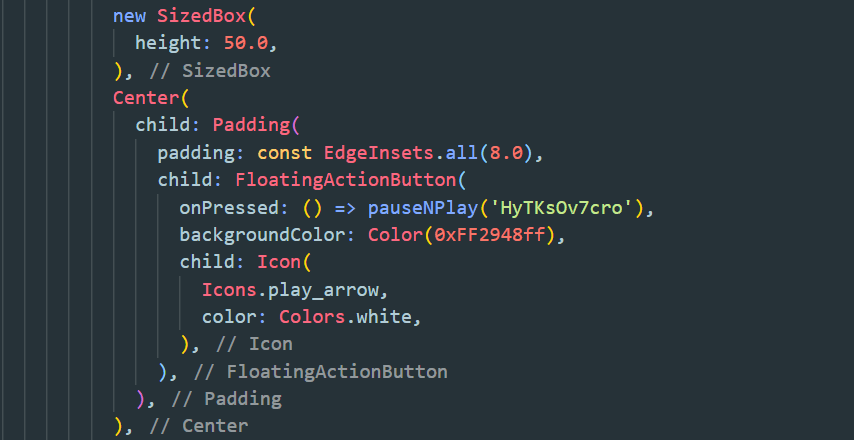 new SizedBox(
height: 50.0,
), // SizedBox
Center(
child: Padding(
padding: const EdgeInsets.all(8.0),
child: FloatingActionButton(
onPressed: () => pauseNPlay('HyTKsOv7cro'),
backgroundColor: Color(0xFF2948ff),
child: Icon(
Icons.play_arrow,
color: Colors.white,
), // Icon
), // FloatingActionButton
), // Padding
), // Center